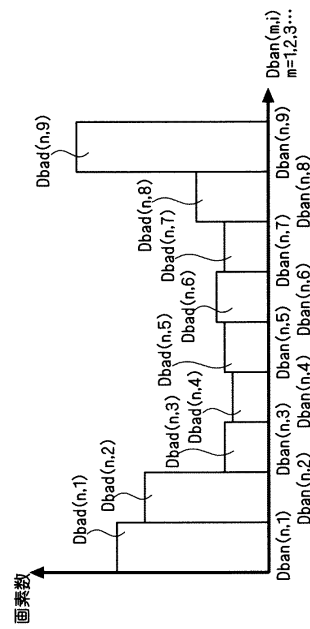 画素数
Dbad(n,1)
Dbad(n,2)
Dbad(n,3)
Dbad(n,4)
Dbad(n,5)
Dbad(n,6)
Dbad(n,7)
Dbad(n,8)
Dbad(n,9)
Dban(n,1)
Dban(n,2)
Dban(n,3)
Dban(n,4)
Dban(n,5)
Dban(n,6)
Dban(n,7)
Dban(n,8)
Dban(n,9)
Dban(m,i)
m=1,2,3…